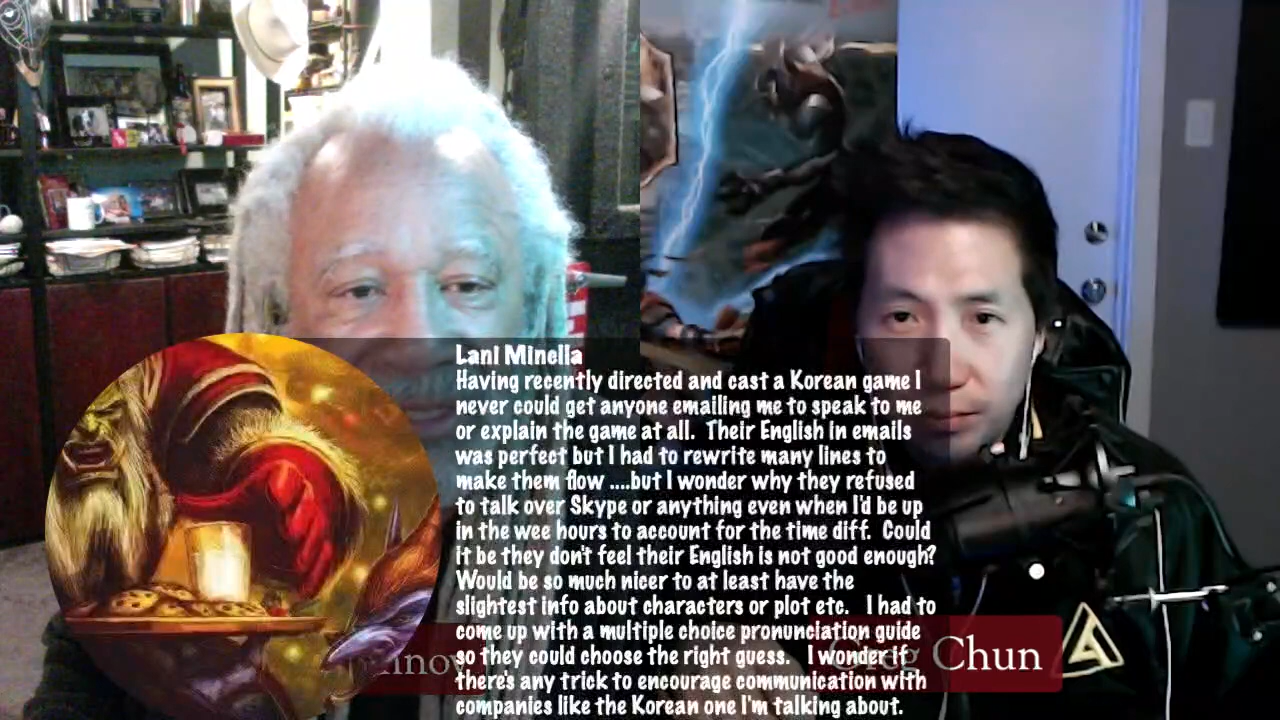 Lani Minella
Having recently directed and cast a Korean game I
never could get anyone emailing me to speak to me
or explain the game at all.  Their English in emails
was perfect but I had to rewrite many lines to
make them flow ....but I wonder why they refused
to talk over Skype or anything even when I'd be up
in the wee hours to account for the time diff.  Could
it be they don't feel their English is not good enough?
Would be so much nicer to at least have the
slightest info about characters or plot etc.   I had to
come up with a multiple choice pronunciation guide
so they could choose the right guess.   I wonder if
there's any trick to encourage communication with
companies like the Korean one I'm talking about.
Greg Chun